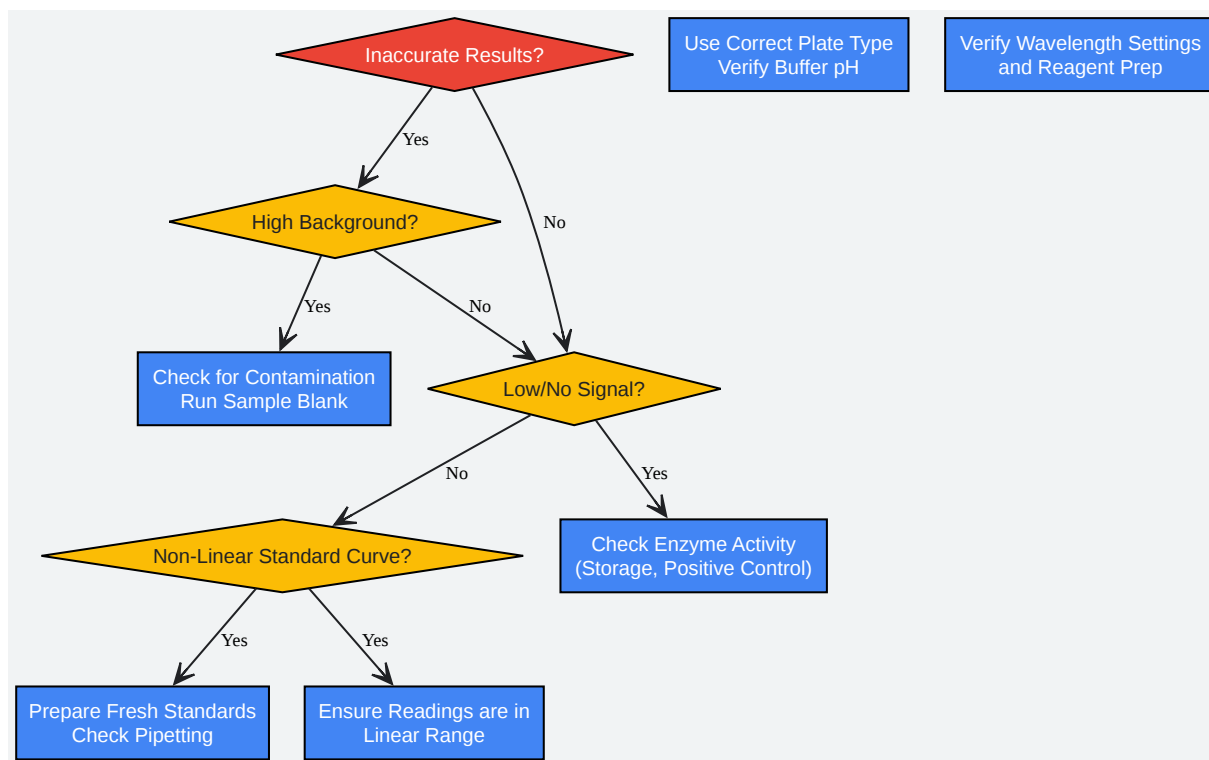 Inaccurate Results?
Use Correct Plate Type
Verify Buffer pH
Verify Wavelength Settings
and Reagent Prep
Yes
No
High Background?
Yes
No
Check for Contamination
Run Sample Blank
Low/No Signal?
No
Yes
Non-Linear Standard Curve?
Check Enzyme Activity
(Storage, Positive Control)
Yes
Yes
Prepare Fresh Standards
Check Pipetting
Ensure Readings are in
Linear Range